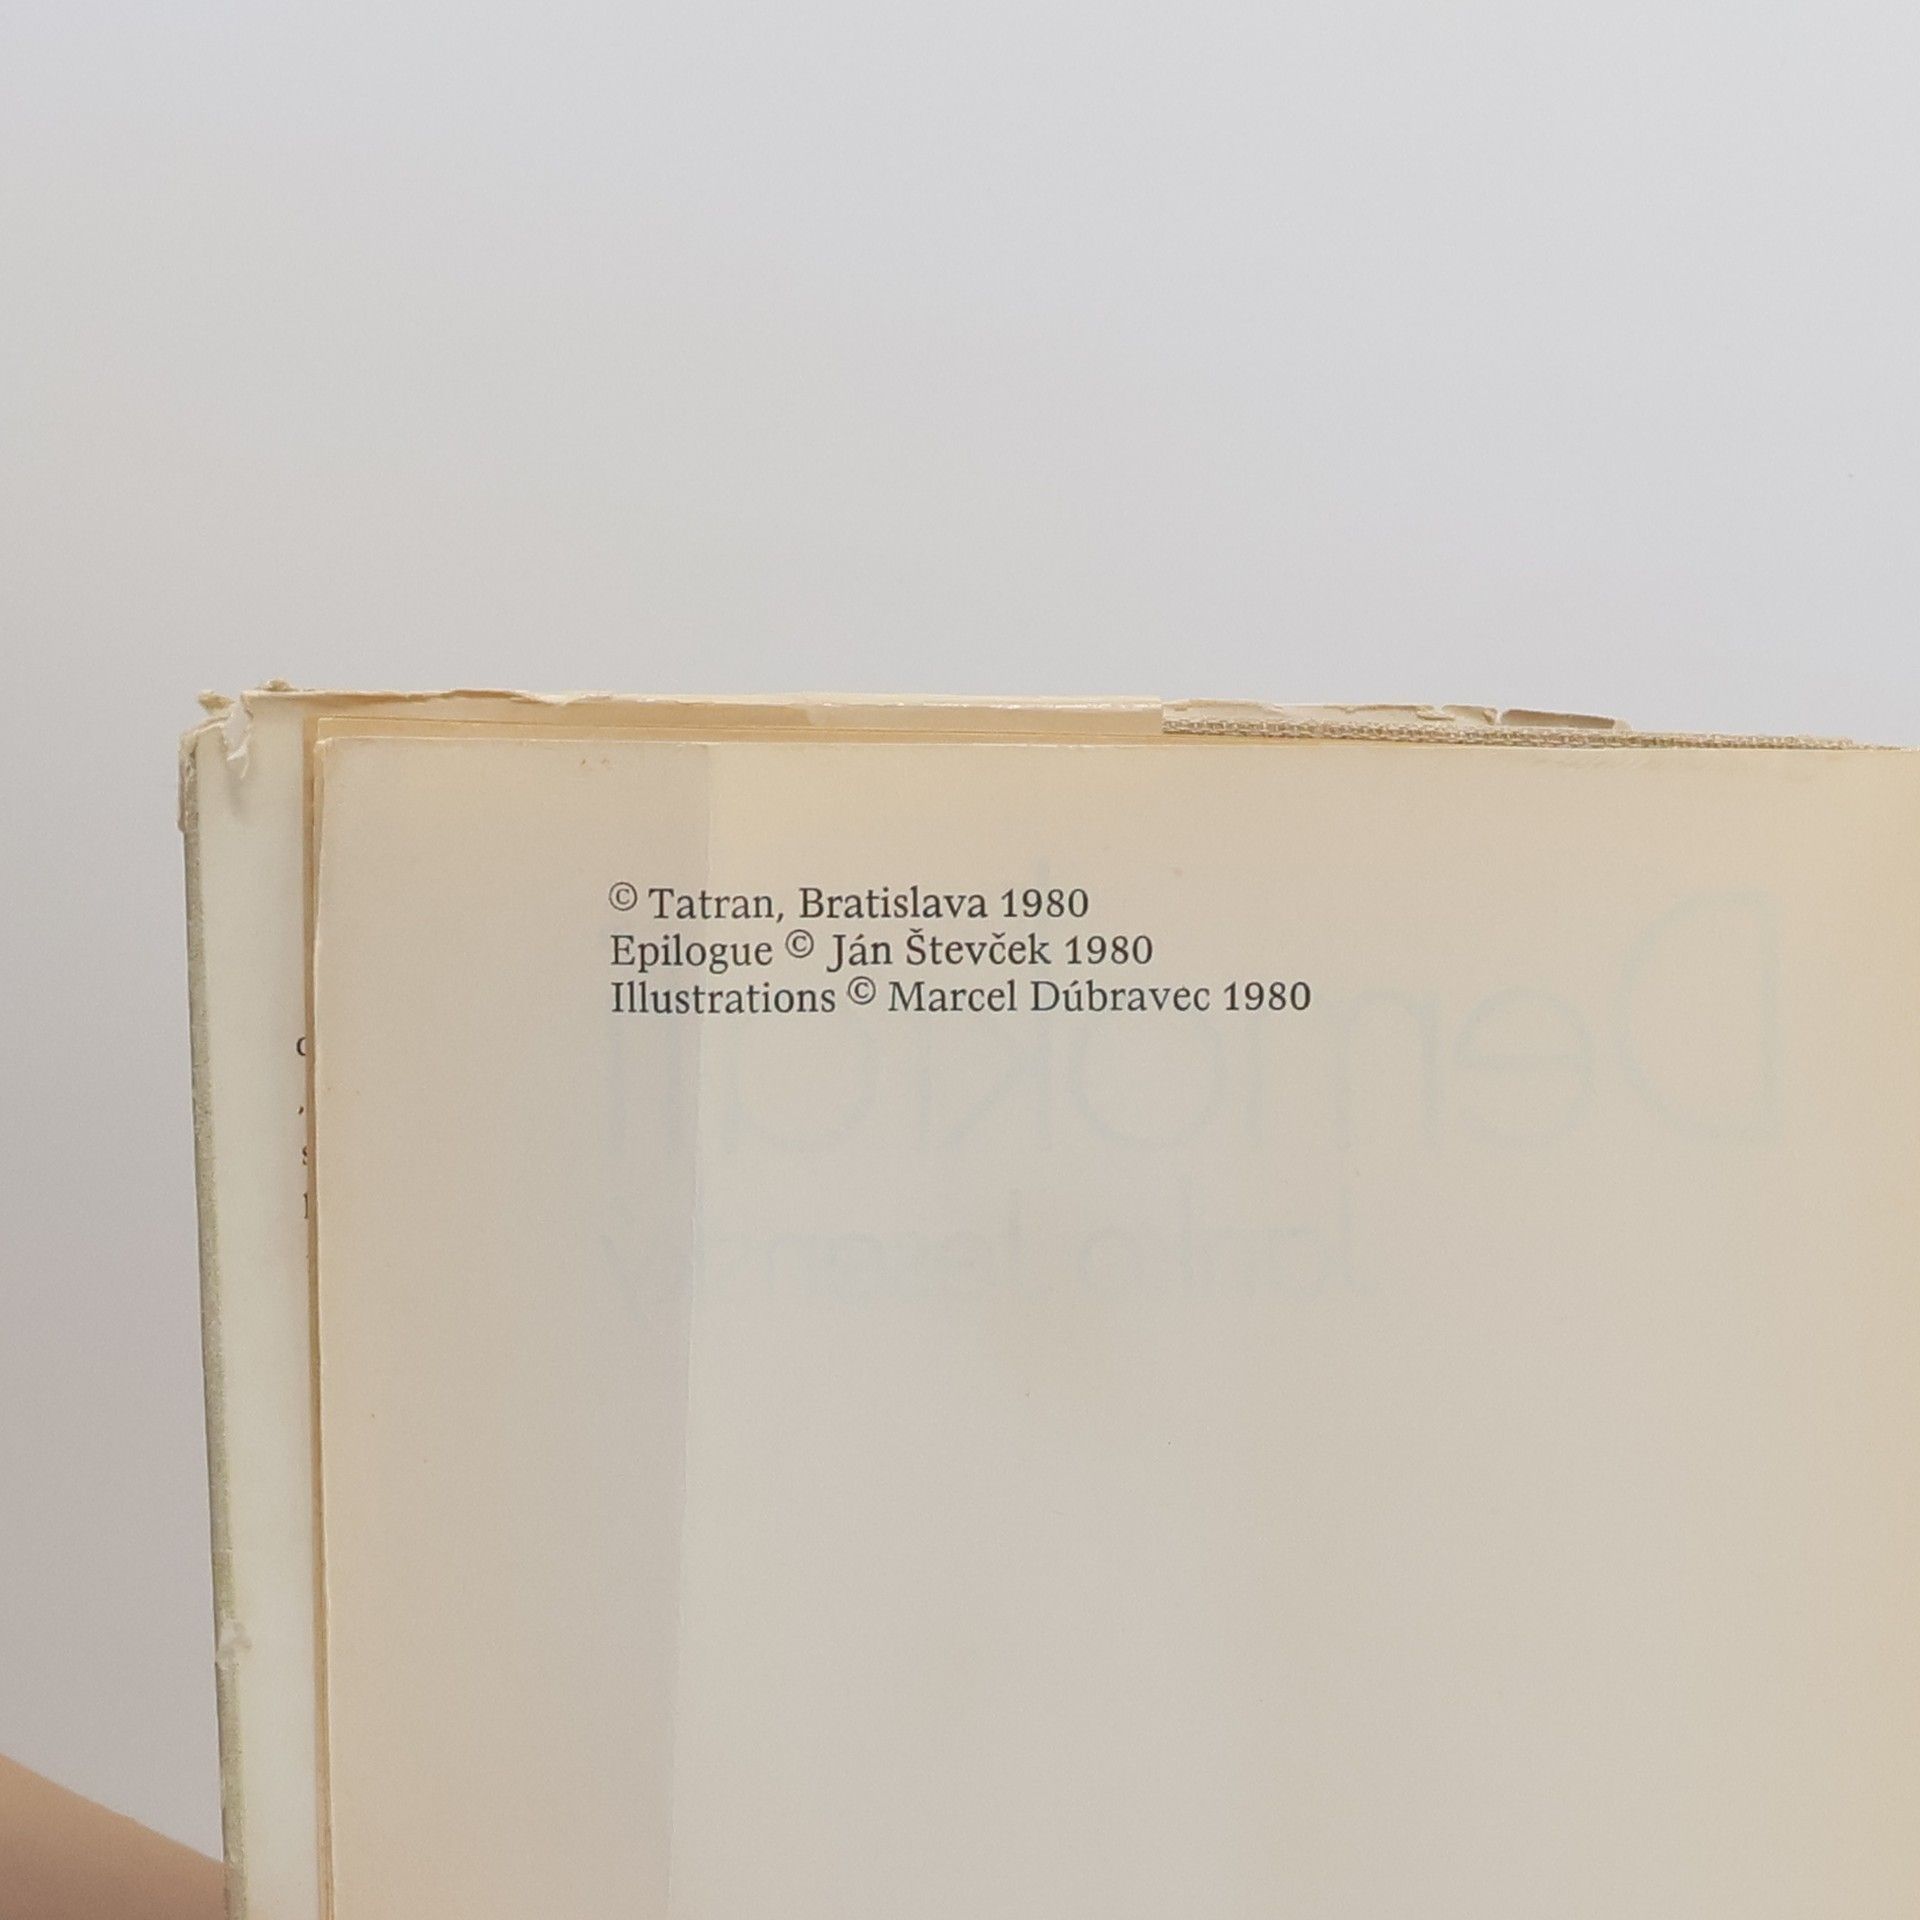 © Tatran, Bratislava 1980
Epilogue © Ján Števček 1980
Illustrations © Marcel Dúbravec 1980